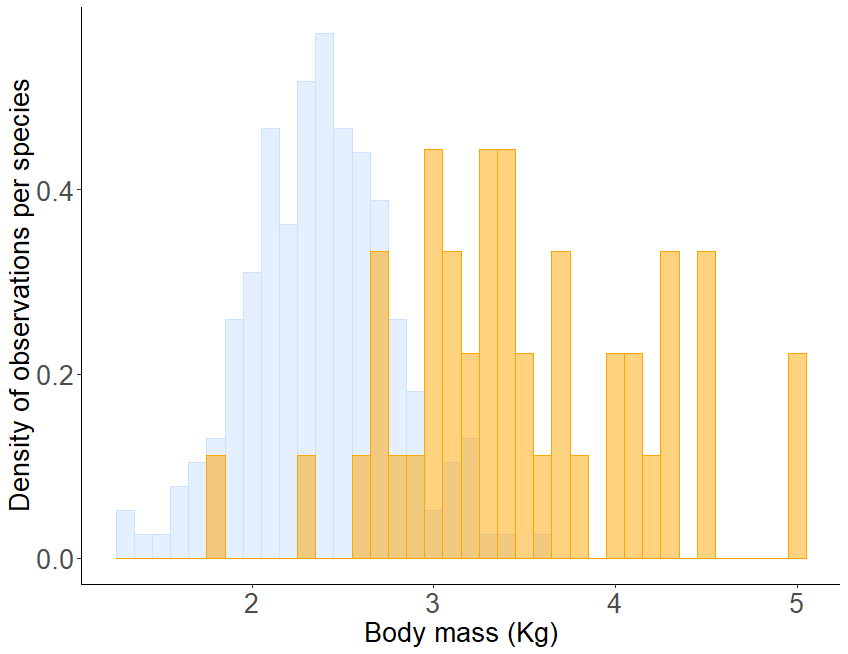 Density of observations per species
0.4
0.2
0.0
2 3 4 5
Body mass (Kg)